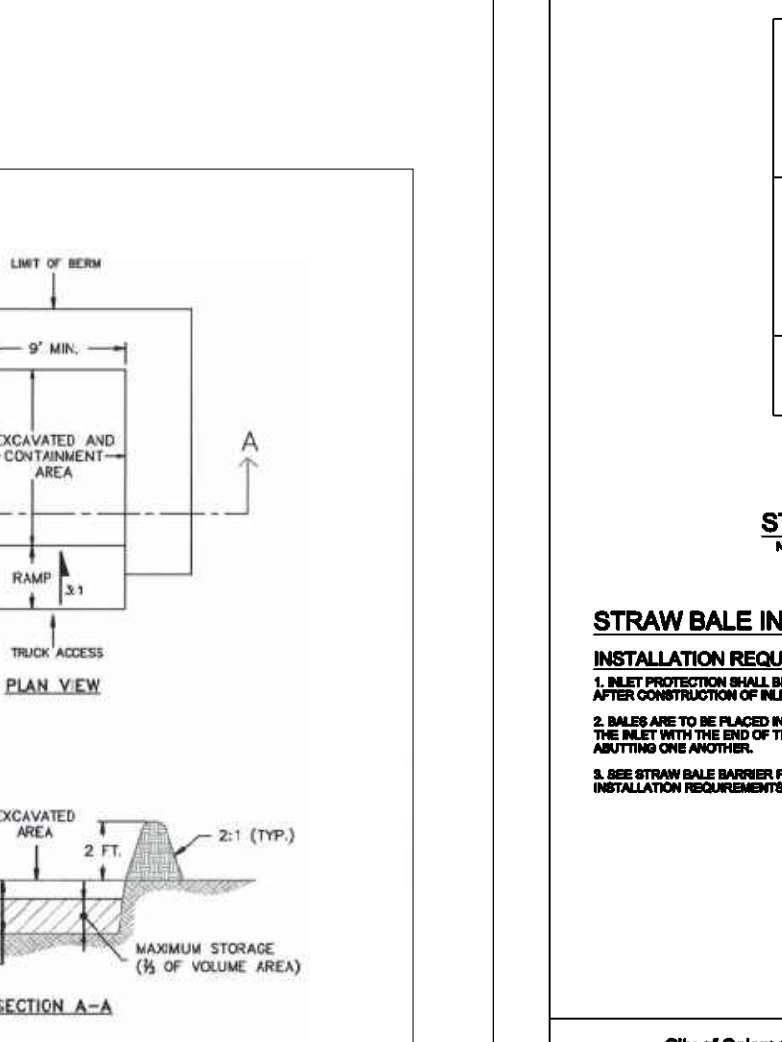 LIMIT OF BERM
9' MIN.
EXCAVATED AND
CONTAINMENT
AREA
A
RAMP
3:1
TRUCK ACCESS
PLAN VIEW
EXCAVATED
AREA
2 FT.
2:1 (TYP.)
MAXIMUM STORAGE
(⅔ OF VOLUME AREA)
SECTION A-A
ST
N
STRAW BALE IN
INSTALLATION REQU
1. INLET PROTECTION SHALL B
AFTER CONSTRUCTION OF INL
2. BALES ARE TO BE PLACED IN
THE INLET WITH THE END OF T
ABUTTING ONE ANOTHER.
3. SEE STRAW BALE BARRIER F
INSTALLATION REQUIREMENTS